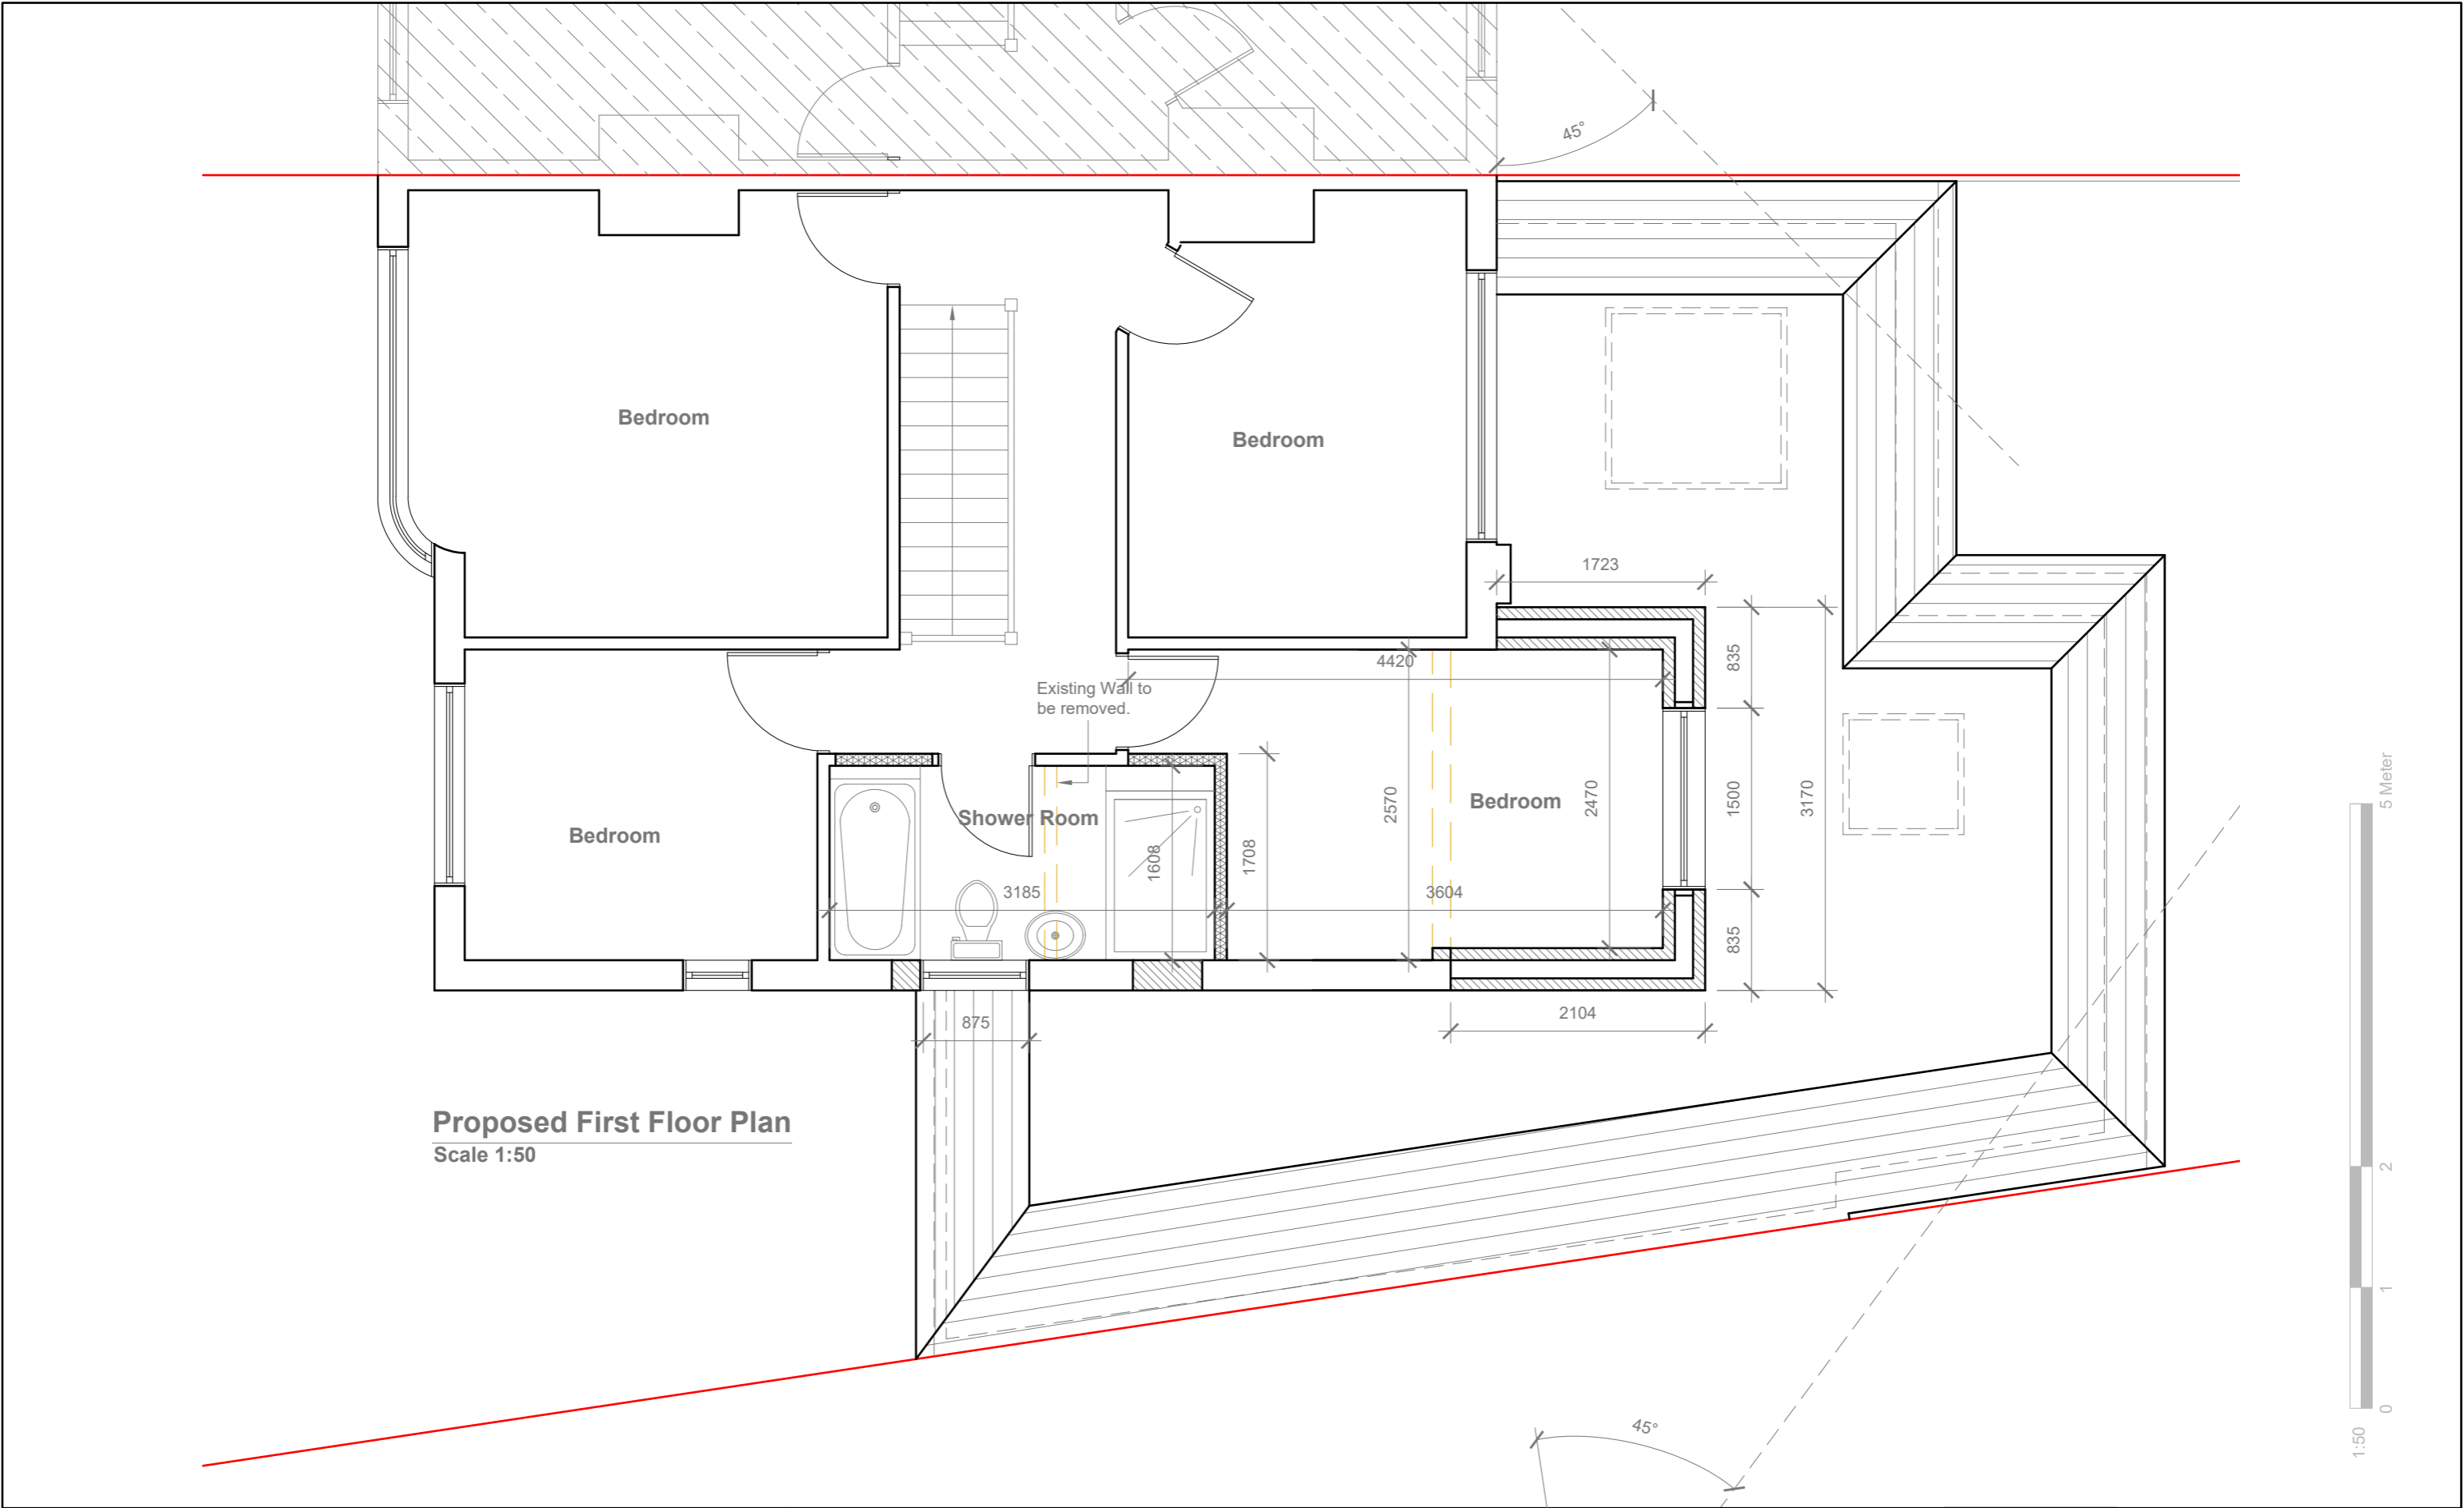 45°
Bedroom
Bedroom
1723
4420
835
Existing Wall to
be removed.
2570
2470
1500
3170
Bedroom
Shower Room
Bedroom
1608
1708
3185
3604
835
875
2104
Proposed First Floor Plan
Scale 1:50
45°
5 Meter
2
1
0
1:50